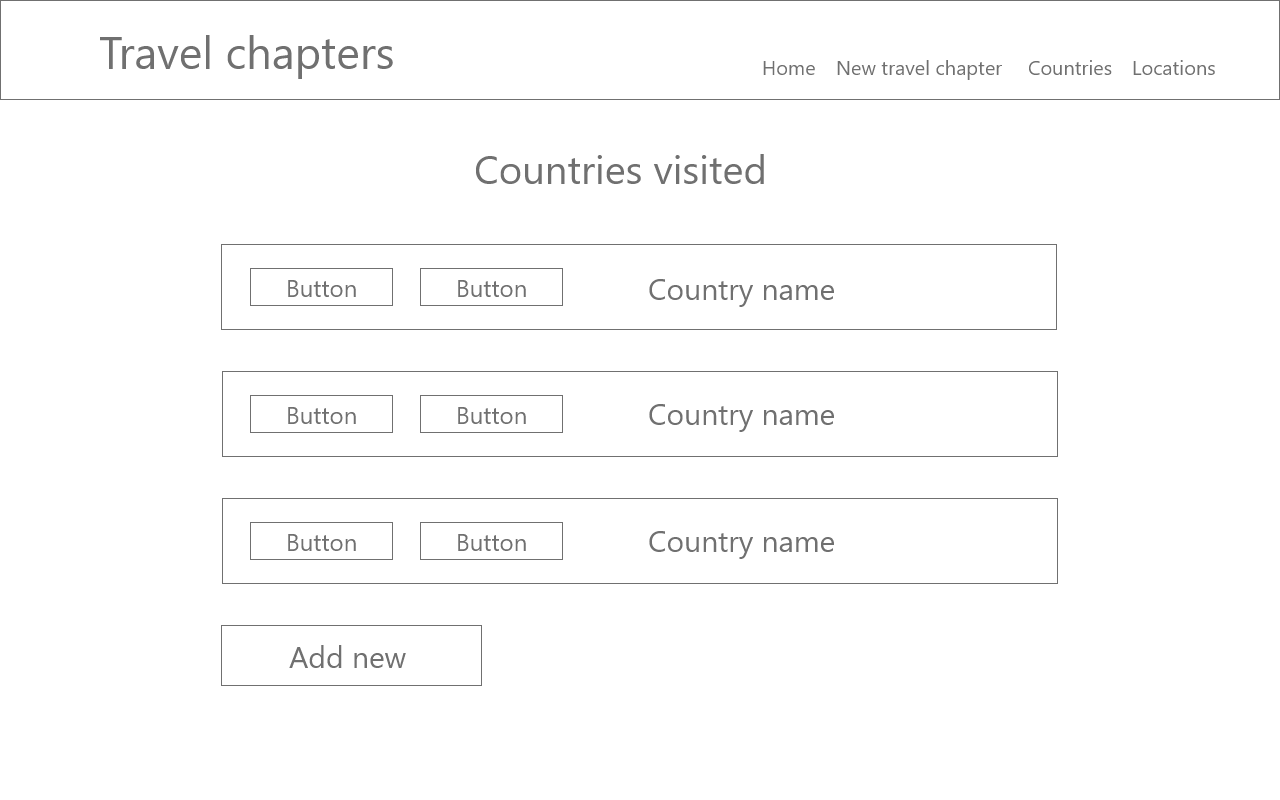 Travel chapters
Home New travel chapter Countries Locations
Countries visited
Button Button Country name
Button Button Country name
Button Button Country name
Add new